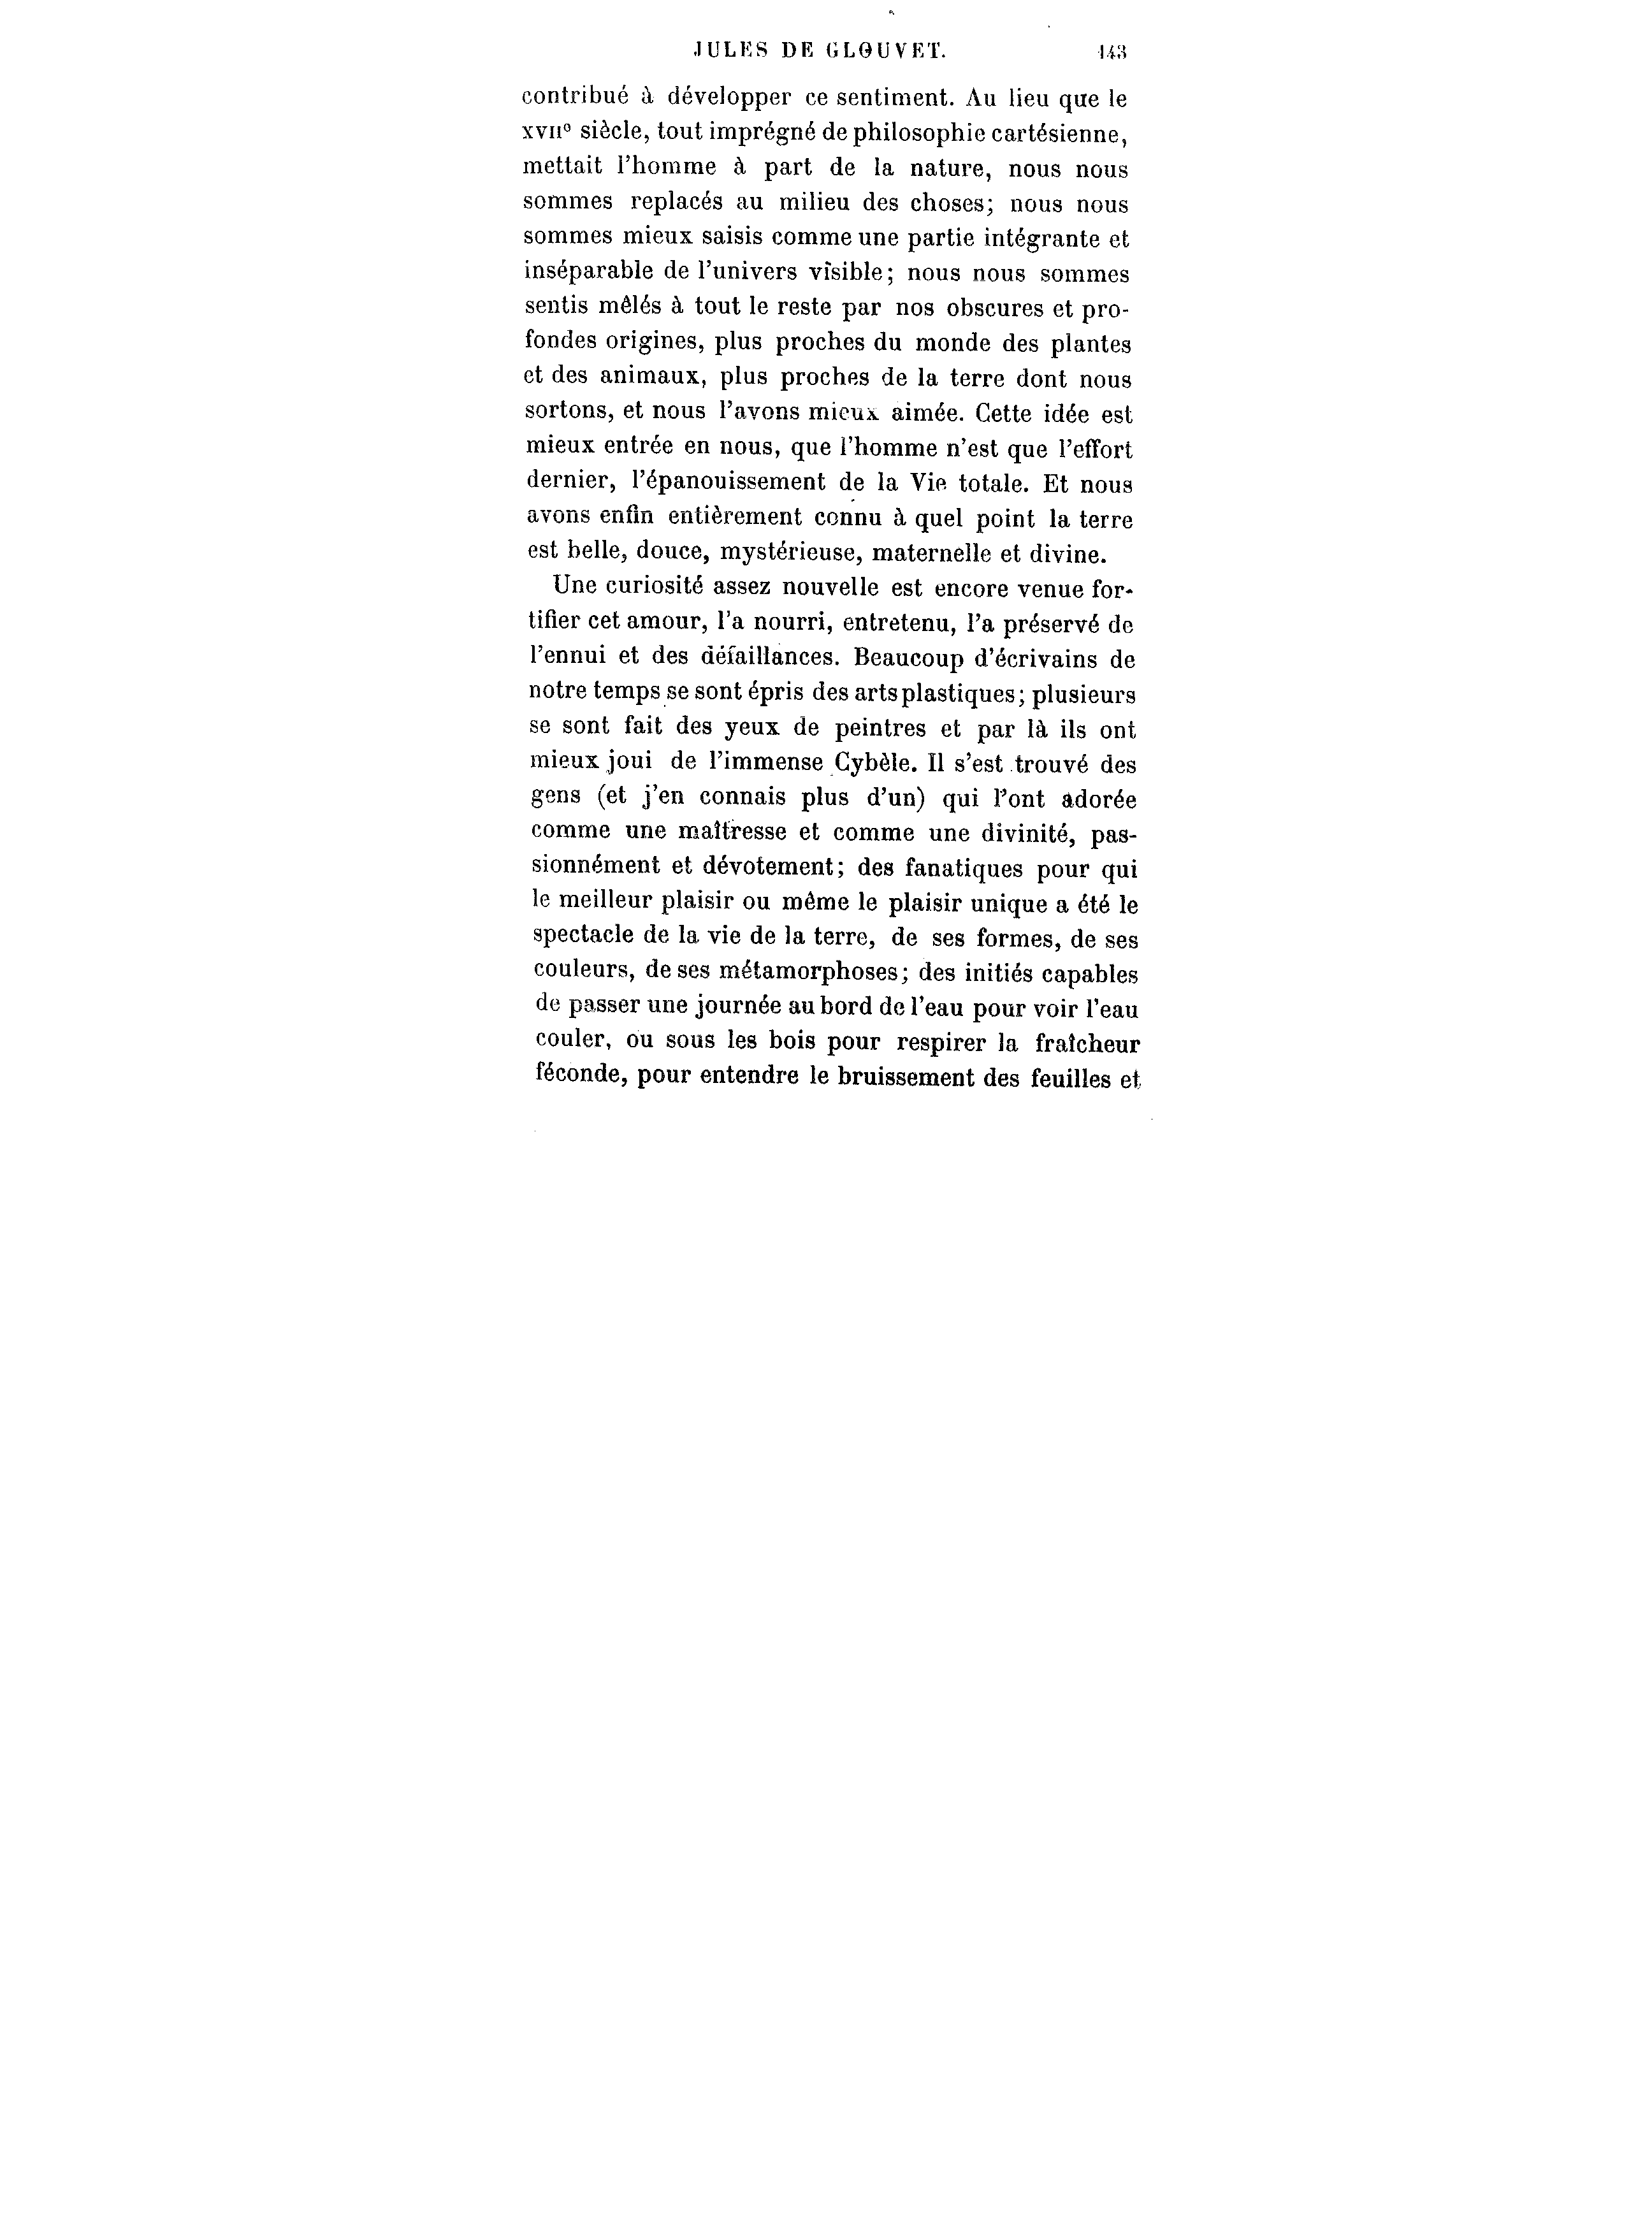 JULES DE GLOUVET. 143
contribué à développer ce sentiment. Au lieu que le
XVIIe siècle, tout imprégné de philosophie cartésienne,
mettait l'homme à part de la nature, nous nous
sommes replacés au milieu des choses; nous nous
sommes mieux saisis comme une partie intégrante et
inséparable de l'univers visible; nous nous sommes
sentis mêlés à tout le reste par nos obscures et pro-
fondes origines, plus proches du monde des plantes
et des animaux, plus proches de la terre dont nous
sortons, et nous l'avons mieux aimée. Cette idée est
mieux entrée en nous, que l'homme n'est que l'effort
dernier, l'épanouissement de la Vie totale. Et nous
avons enfin entièrement connu à quel point la terre
est belle, douce, mystérieuse, maternelle et divine.
Une curiosité assez nouvelle est encore venue for-
tifier cet amour, l'a nourri, entretenu, l'a préservé de
l'ennui et des défaillances. Beaucoup d'écrivains de
notre temps se sont épris des arts plastiques; plusieurs
se sont fait des yeux de peintres et par là ils ont
mieux joui de l'immense Cybèle. Il s'est trouvé des
gens (et j'en connais plus d'un) qui l'ont adorée
comme une maîtresse et comme une divinité, pas-
sionnément et dévotement; des fanatiques pour qui
le meilleur plaisir ou même le plaisir unique a été le
spectacle de la vie de la terre, de ses formes, de ses
couleurs, de ses métamorphoses; des initiés capables
de passer une journée au bord de l'eau pour voir l'eau
couler, ou sous les bois pour respirer la fraîcheur
féconde, pour entendre le bruissement des feuilles et